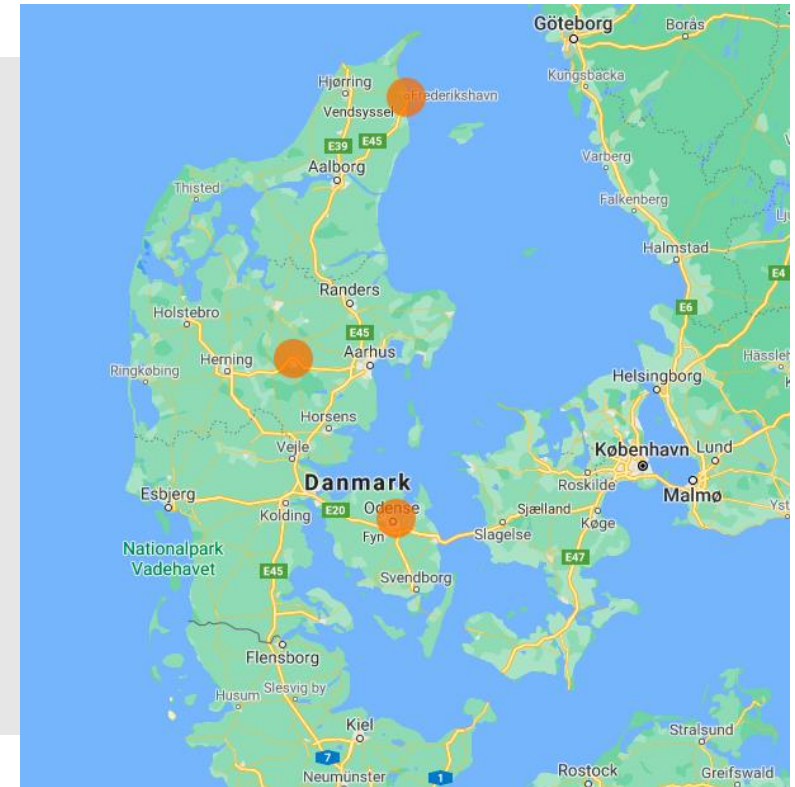 Göteborg
Borås
Kungsbacka
Hjørring
Frederikshavn
Vendsyssel
E39
E45
Varberg
Aalborg
Thisted
Falkenberg
Halmstad
E4
Randers
E6
Holstebro
E45
Aarhus
Herning
Ringkøbing
Helsingborg
Horsens
Vejle
København
Lund
Danmark
Roskilde
Malmø
Esbjerg
Kolding
E20
Odense
Sjælland
Fyn
Slagelse
Køge
Nationalpark
Vadehavet
E45
E47
Svendborg
Flensborg
Husum
Slesvig by
Kiel
Stralsund
7
Neumünster
1
Rostock
Greifswald